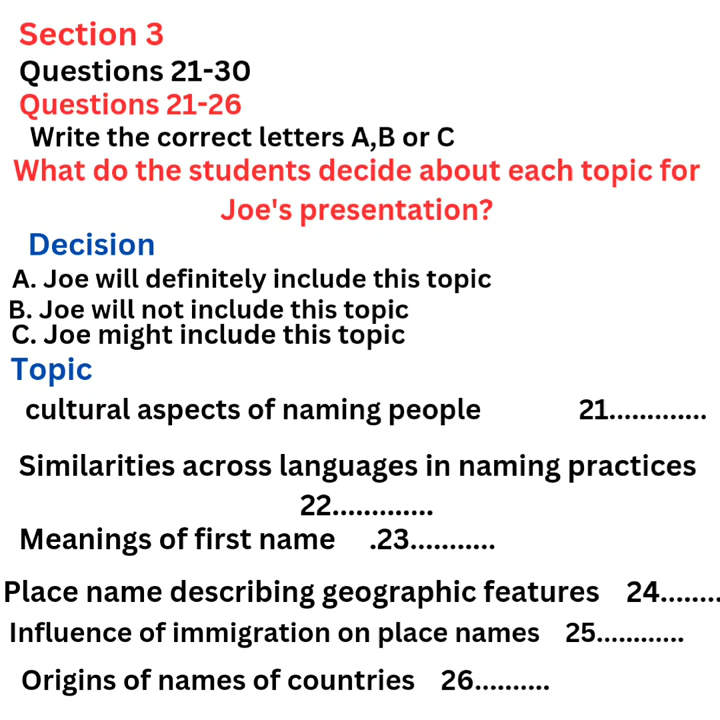 Section 3
Questions 21-30
Questions 21-26
Write the correct letters A,B or C
What do the students decide about each topic for
Joe's presentation?
Decision
A. Joe will definitely include this topic
B. Joe will not include this topic
C. Joe might include this topic
Topic
cultural aspects of naming people 21.............
Similarities across languages in naming practices
22.............
Meanings of first name .23...........
Place name describing geographic features 24........
Influence of immigration on place names 25............
Origins of names of countries 26..........